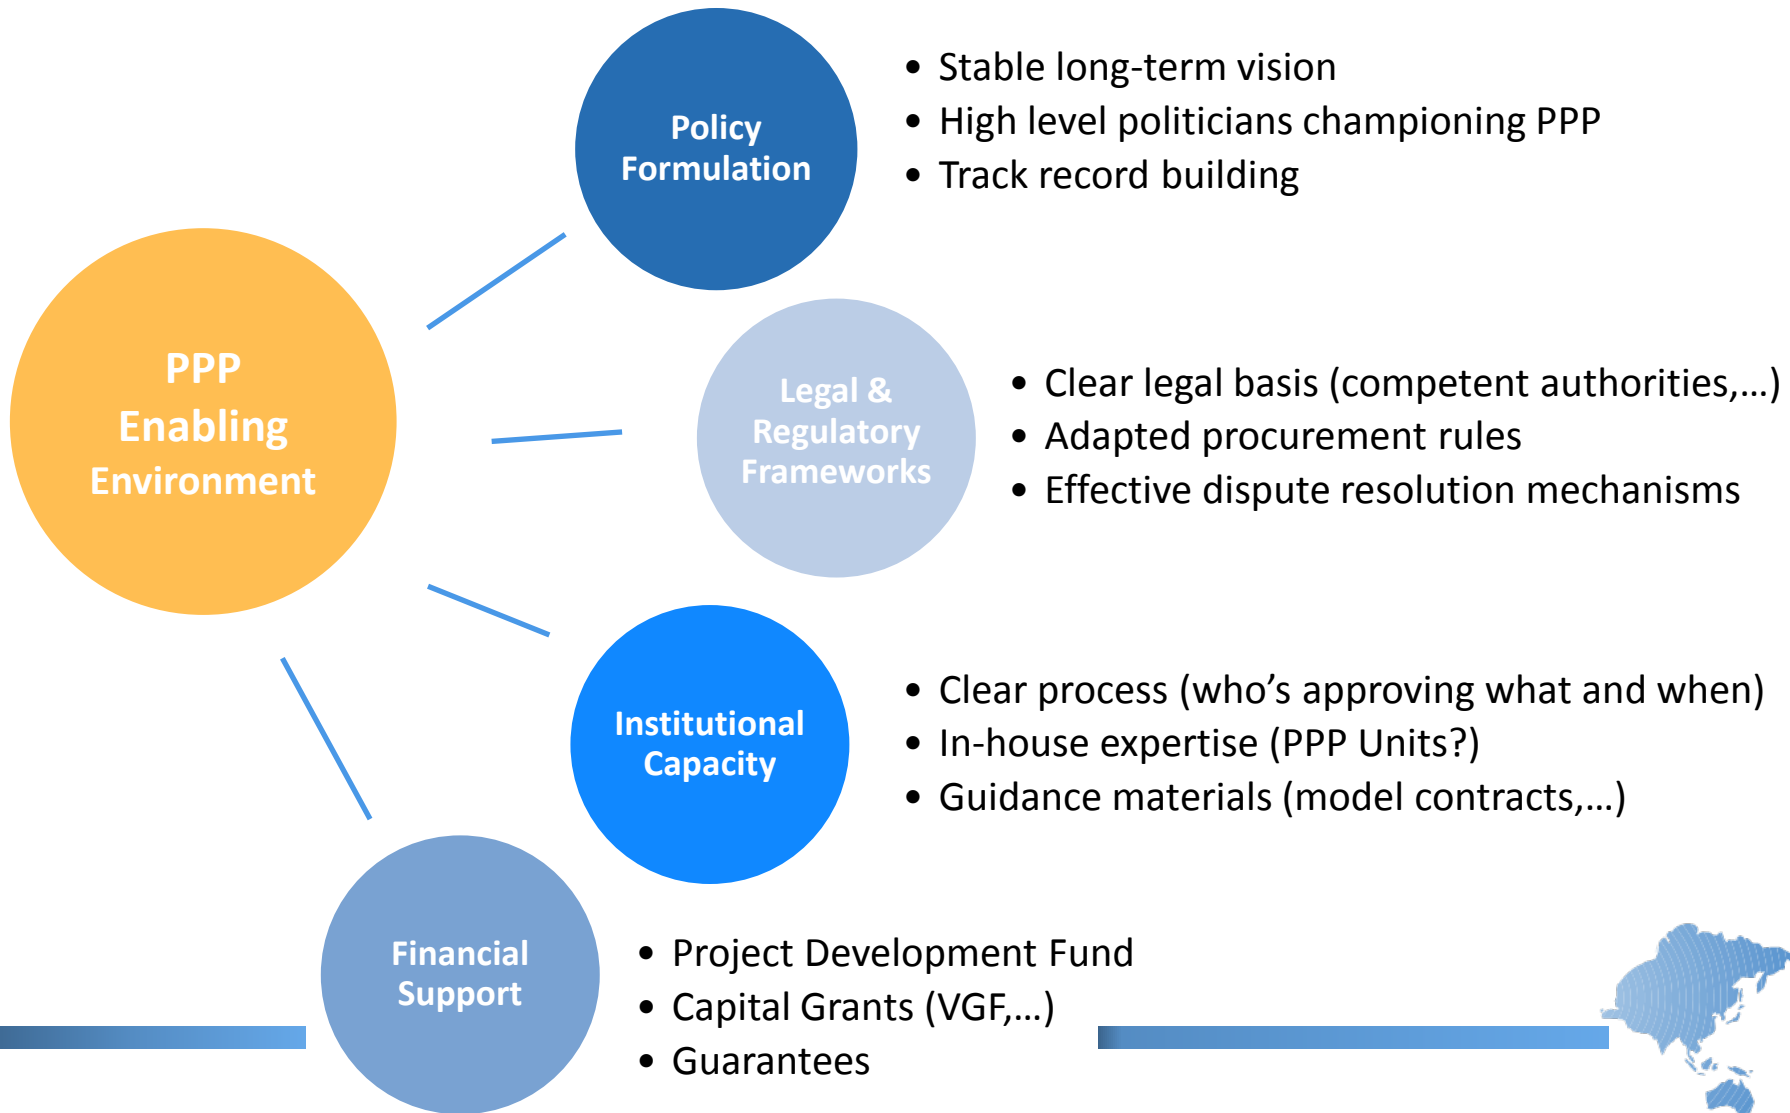 Policy
Formulation
• Stable long-term vision
• High level politicians championing PPP
• Track record building
PPP
Enabling
Environment
Legal &
Regulatory
Frameworks
• Clear legal basis (competent authorities,…)
• Adapted procurement rules
• Effective dispute resolution mechanisms
Institutional
Capacity
• Clear process (who’s approving what and when)
• In-house expertise (PPP Units?)
• Guidance materials (model contracts,…)
Financial
Support
• Project Development Fund
• Capital Grants (VGF,…)
• Guarantees